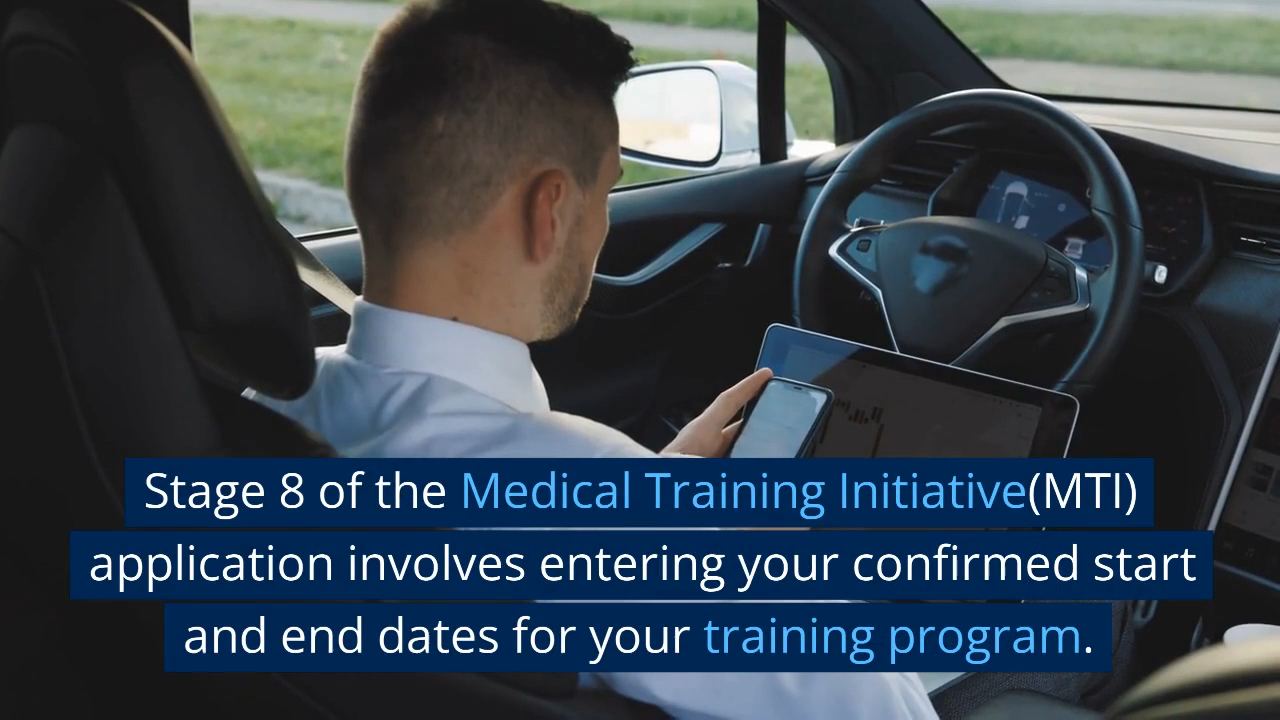 Stage 8 of the Medical Training Initiative(MTI)
application involves entering your confirmed start
and end dates for your training program.